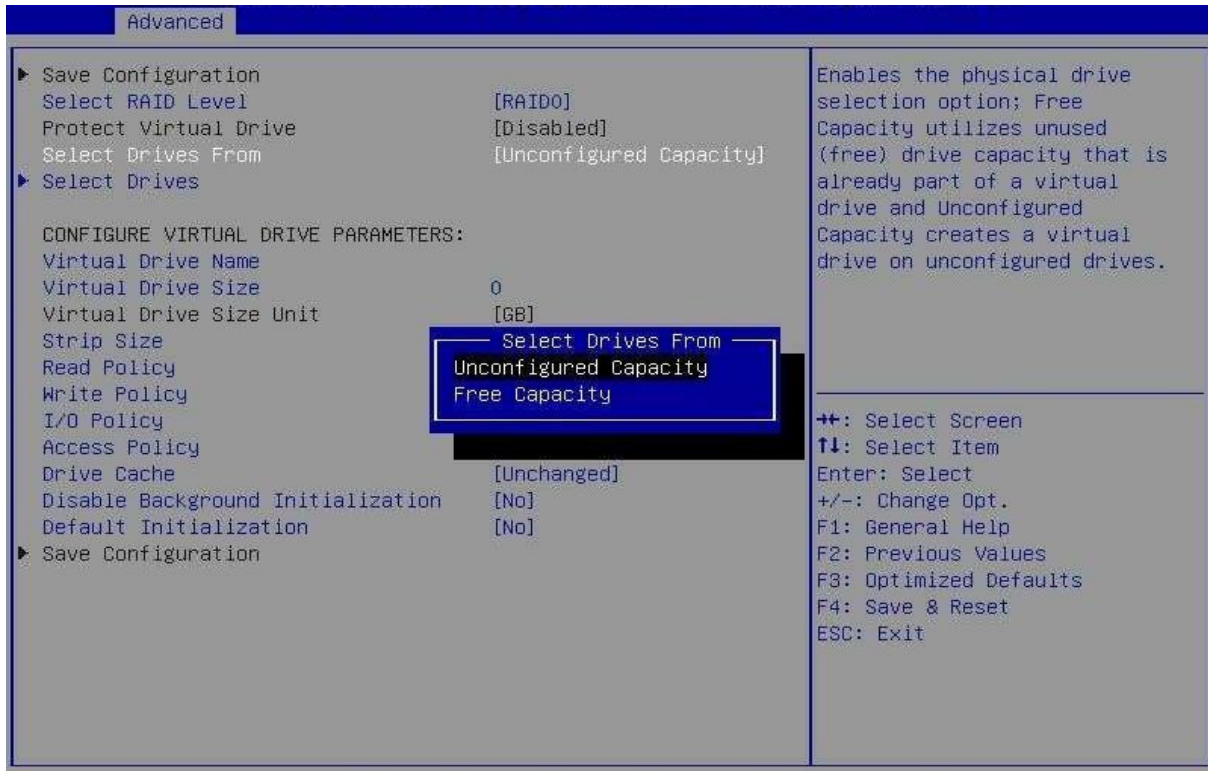 Advanced
Save Configuration
Select RAID Level [RAID0]
Protect Virtual Drive [Disabled]
Select Drives From [Unconfigured Capacity]
Select Drives
CONFIGURE VIRTUAL DRIVE PARAMETERS:
Virtual Drive Name
Virtual Drive Size 0
Virtual Drive Size Unit [GB]
Strip Size
Read Policy
Write Policy
I/O Policy
Access Policy
Drive Cache [Unchanged]
Disable Background Initialization [No]
Default Initialization [No]
Save Configuration
Select Drives From
Unconfigured Capacity
Free Capacity
Enables the physical drive
selection option; Free
Capacity utilizes unused
(free) drive capacity that is
already part of a virtual
drive and Unconfigured
Capacity creates a virtual
drive on unconfigured drives.
→←: Select Screen
↑↓: Select Item
Enter: Select
+/-: Change Opt.
F1: General Help
F2: Previous Values
F3: Optimized Defaults
F4: Save & Reset
ESC: Exit